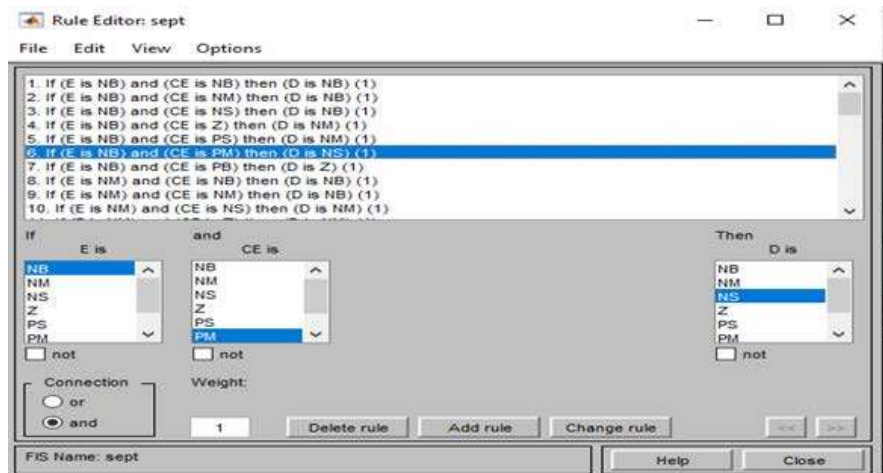 Rule Editor: sept
File Edit View Options
1. If (E is NB) and (CE is NB) then (D is NB) (1)
2. If (E is NB) and (CE is NM) then (D is NB) (1)
3. If (E is NB) and (CE is NS) then (D is NB) (1)
4. If (E is NB) and (CE is Z) then (D is NM) (1)
5. If (E is NB) and (CE is PS) then (D is NM) (1)
6. If (E is NB) and (CE is PM) then (D is NS) (1)
7. If (E is NB) and (CE is PB) then (D is Z) (1)
8. If (E is NM) and (CE is NB) then (D is NB) (1)
9. If (E is NM) and (CE is NM) then (D is NB) (1)
10. If (E is NM) and (CE is NS) then (D is NM) (1)
If and Then
E is CE is D is
NB NB NB
NM NM NM
NS NS NS
Z Z Z
PS PS PS
PM PM PM
not not not
Connection Weight:
or
and 1 Delete rule Add rule Change rule << >>
FIS Name: sept Help Close